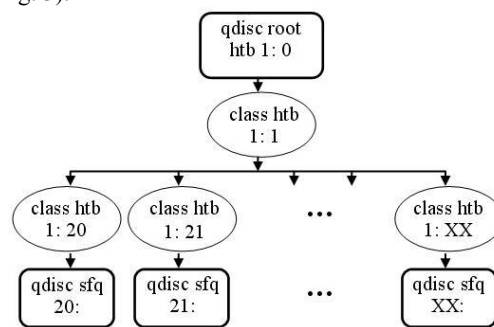 qdisc root
htb 1: 0
class htb
1: 1
class htb
1: 20
class htb
1: 21
...
class htb
1: XX
qdisc sfq
20:
qdisc sfq
21:
...
qdisc sfq
XX: